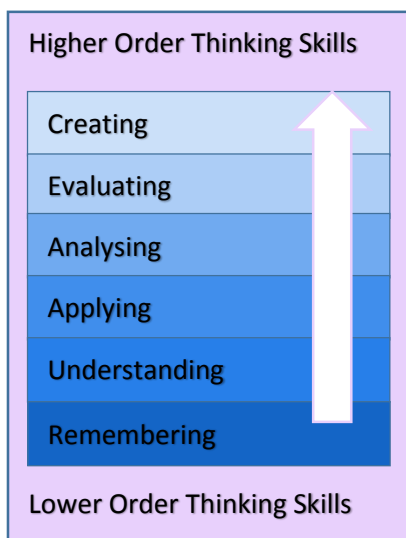 Higher Order Thinking Skills
Creating
Evaluating
Analysing
Applying
Understanding
Remembering
Lower Order Thinking Skills